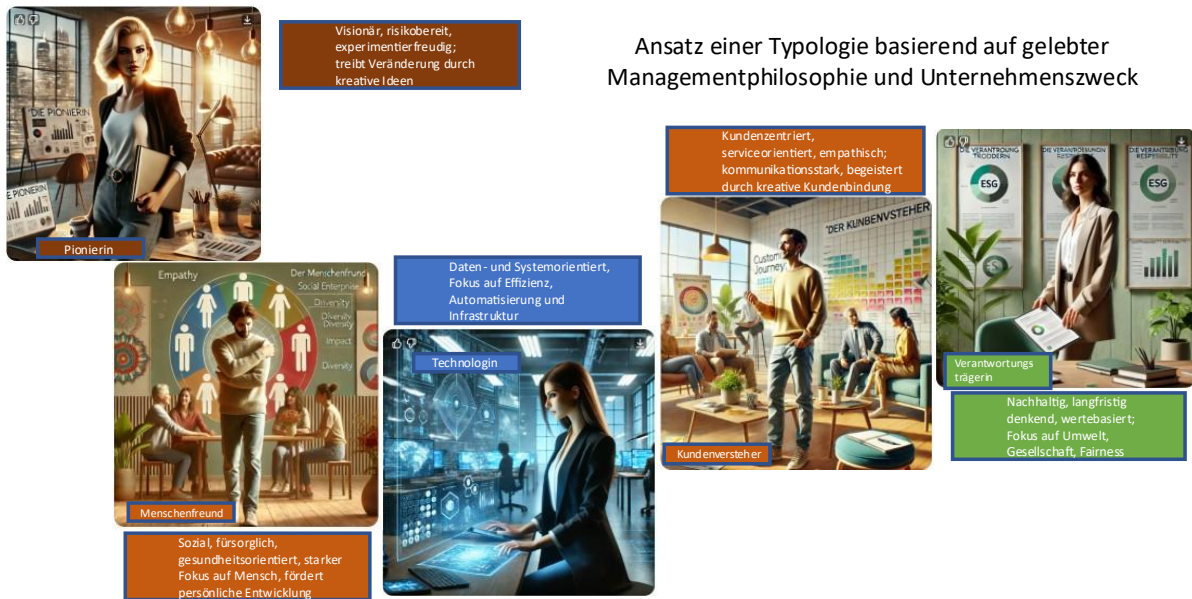 Ansatz einer Typologie basierend auf gelebter
Managementphilosophie und Unternehmenszweck
Visionär, risikobereit,
experimentierfreudig;
treibt Veränderung durch
kreative Ideen
DIE PIONIERIN
E PIONIERIN
Pionierin
Empathy
Der Menschenfrund
Social Enterprise
Diversity
Diversity
Diversity
Impact
Diversity
Menschenfreund
Sozial, fürsorglich,
gesundheitsorientiert, starker
Fokus auf Mensch, fördert
persönliche Entwicklung
Daten- und Systemorientiert,
Fokus auf Effizienz,
Automatisierung und
Infrastruktur
Technologin
Kundenzentriert,
serviceorientiert, empathisch;
kommunikationsstark, begeistert
durch kreative Kundenbindung
"DER KUNBENVSTEHER
Customer
Journey
Kundenversteher
ESG
ESG
Verantwortungs
trägerin
Nachhaltig, langfristig
denkend, wertebasiert;
Fokus auf Umwelt,
Gesellschaft, Fairness